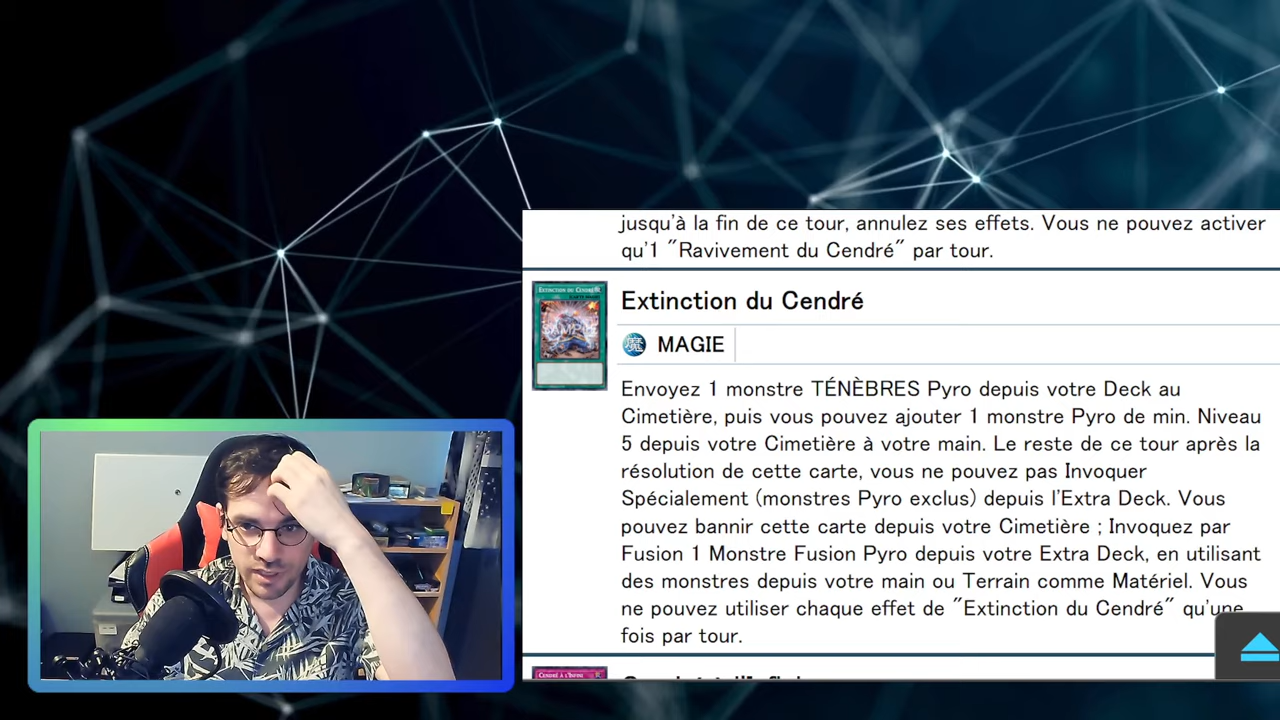 jusqu'à la fin de ce tour, annulez ses effets. Vous ne pouvez activer
qu'1 "Ravivement du Cendré" par tour.
EXTINCTION DU CENDRÉ
SAMPLE
Extinction du Cendré
魔 MAGIE
Envoyez 1 monstre TÉNÈBRES Pyro depuis votre Deck au
Cimetière, puis vous pouvez ajouter 1 monstre Pyro de min. Niveau
5 depuis votre Cimetière à votre main. Le reste de ce tour après la
résolution de cette carte, vous ne pouvez pas Invoquer
Spécialement (monstres Pyro exclus) depuis l'Extra Deck. Vous
pouvez bannir cette carte depuis votre Cimetière ; Invoquez par
Fusion 1 Monstre Fusion Pyro depuis votre Extra Deck, en utilisant
des monstres depuis votre main ou Terrain comme Matériel. Vous
ne pouvez utiliser chaque effet de "Extinction du Cendré" qu'une
fois par tour.